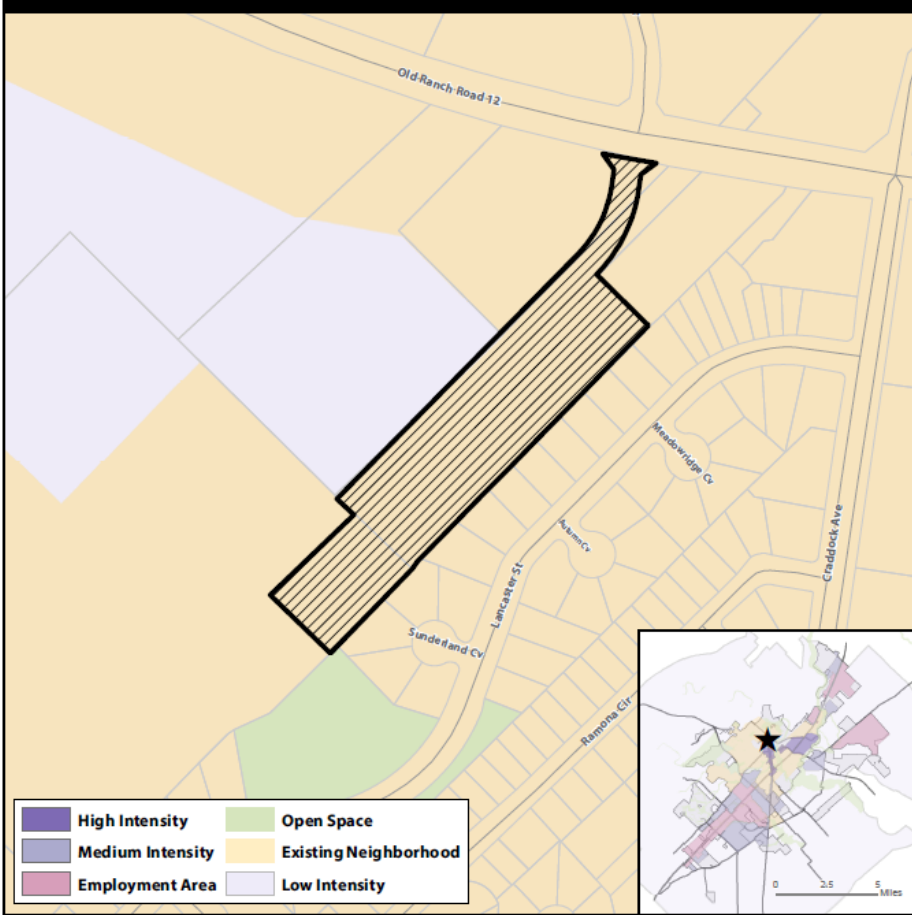 Old Ranch Road 12
Meadowridge Cv
Autumn Cv
Craddock Ave
Lancaster St
Sunderland Cv
Ramona Cir
High Intensity
Open Space
Medium Intensity
Existing Neighborhood
Employment Area
Low Intensity
0 2.5 5
Miles